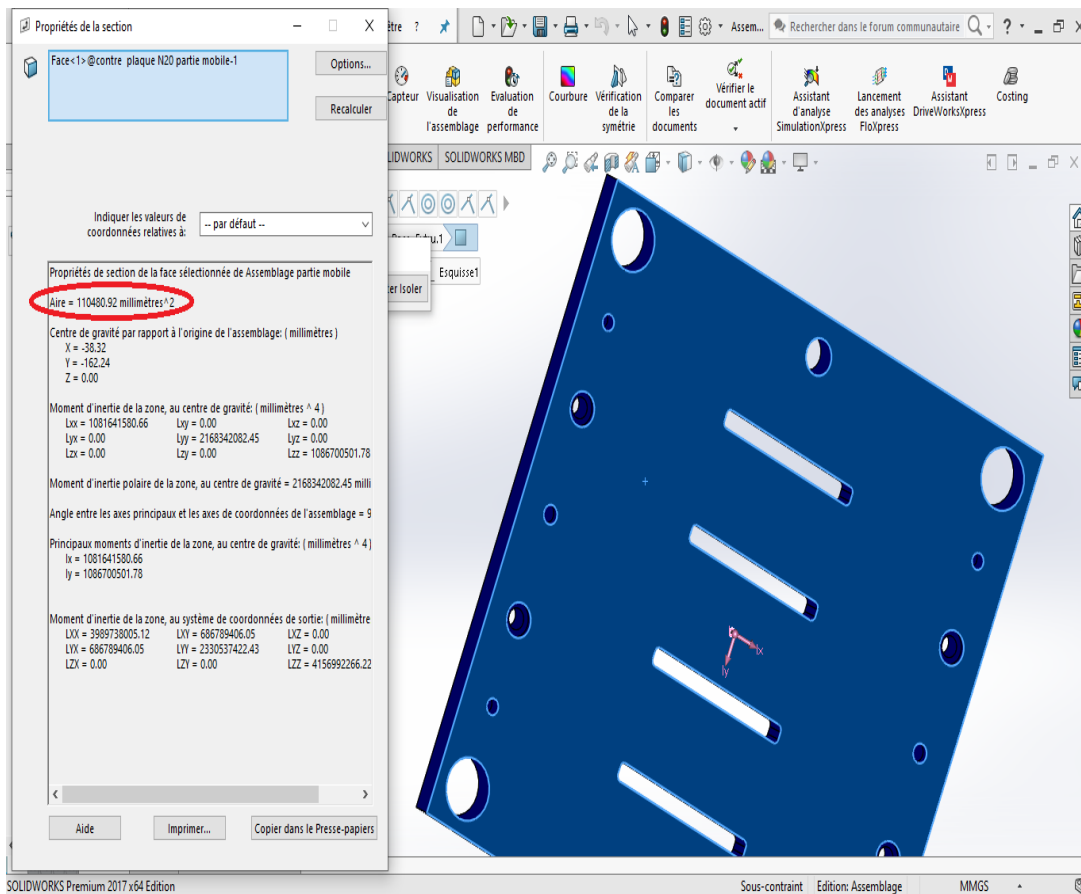 Propriétés de la section
être ?
Assem...
Rechercher dans le forum communautaire
?
Face<1>@contre plaque N20 partie mobile-1
Options...
Recalculer
Capteur
Visualisation de l'assemblage
Evaluation de performance
Courbure
Vérification de la symétrie
Comparer les documents
Vérifier le document actif
Assistant d'analyse SimulationXpress
Lancement des analyses FloXpress
Assistant DriveWorksXpress
Costing
LIDWORKS
SOLIDWORKS MBD
Indiquer les valeurs de
coordonnées relatives à:
-- par défaut --
u.1
Esquisse1
er Isoler
Propriétés de section de la face sélectionnée de Assemblage partie mobile
Aire = 110480.92 millimètres^2
Centre de gravité par rapport à l'origine de l'assemblage: ( millimètres )
X = -38.32
Y = -162.24
Z = 0.00
Moment d'inertie de la zone, au centre de gravité: ( millimètres ^ 4 )
Lxx = 1081641580.66 Lxy = 0.00 Lxz = 0.00
Lyx = 0.00 Lyy = 2168342082.45 Lyz = 0.00
Lzx = 0.00 Lzy = 0.00 Lzz = 1086700501.78
Moment d'inertie polaire de la zone, au centre de gravité = 2168342082.45 milli
Angle entre les axes principaux et les axes de coordonnées de l'assemblage = 9
Principaux moments d'inertie de la zone, au centre de gravité: ( millimètres ^ 4 )
Ix = 1081641580.66
Iy = 1086700501.78
Moment d'inertie de la zone, au système de coordonnées de sortie: ( millimètre
LXX = 3989738005.12 LXY = 686789406.05 LXZ = 0.00
LYX = 686789406.05 LYY = 2330537422.43 LYZ = 0.00
LZX = 0.00 LZY = 0.00 LZZ = 4156992266.22
Ix
Iy
Aide
Imprimer...
Copier dans le Presse-papiers
SOLIDWORKS Premium 2017 x64 Edition
Sous-contraint
Edition: Assemblage
MMGS